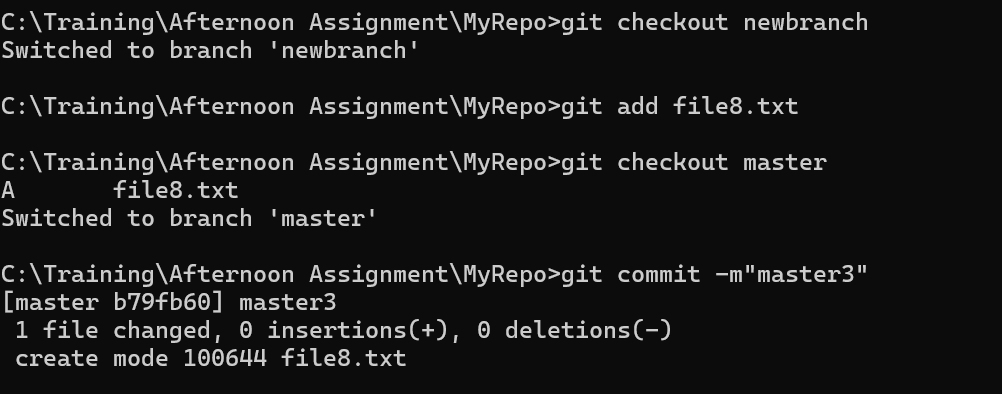 C:\Training\Afternoon Assignment\MyRepo>git checkout newbranch
Switched to branch 'newbranch'
C:\Training\Afternoon Assignment\MyRepo>git add file8.txt
C:\Training\Afternoon Assignment\MyRepo>git checkout master
A       file8.txt
Switched to branch 'master'
C:\Training\Afternoon Assignment\MyRepo>git commit -m"master3"
[master b79fb60] master3
 1 file changed, 0 insertions(+), 0 deletions(-)
 create mode 100644 file8.txt